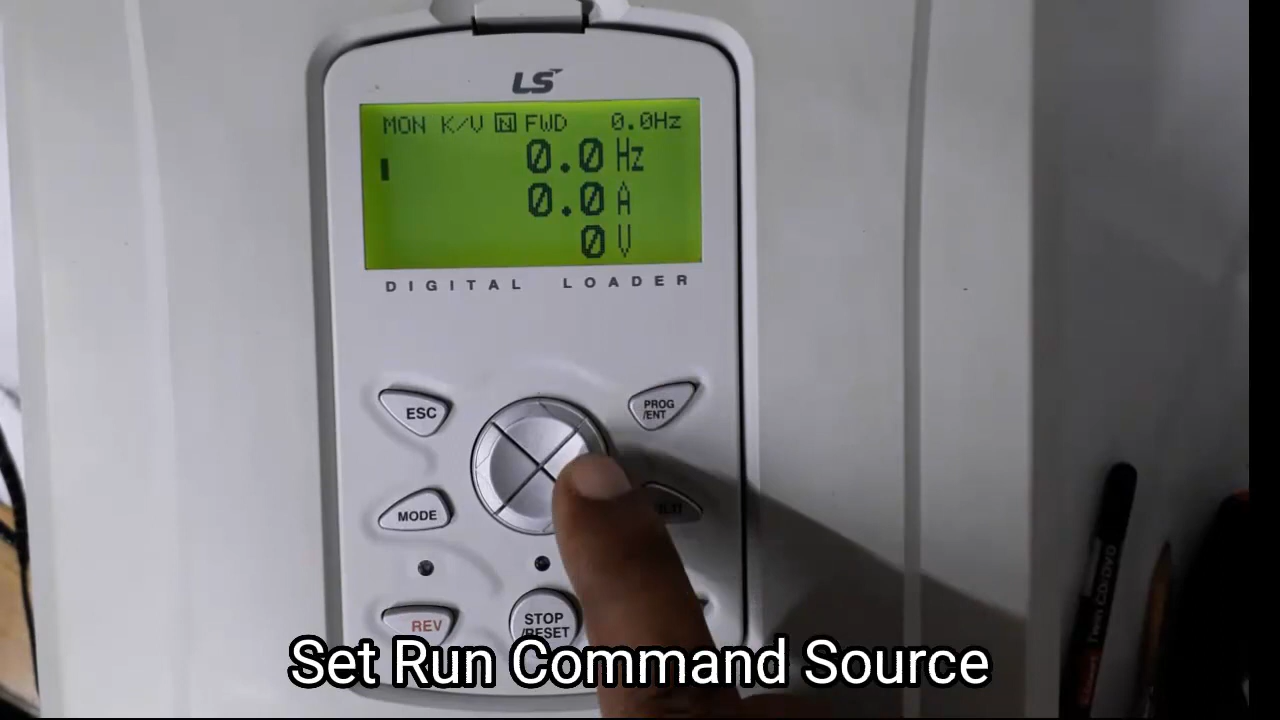 LS
MON K/V N FWD 0.0Hz
0.0 Hz
0.0 A
0 V
DIGITAL LOADER
ESC
PROG
/ENT
MODE
REV
STOP
/RESET
Set Run Command Source